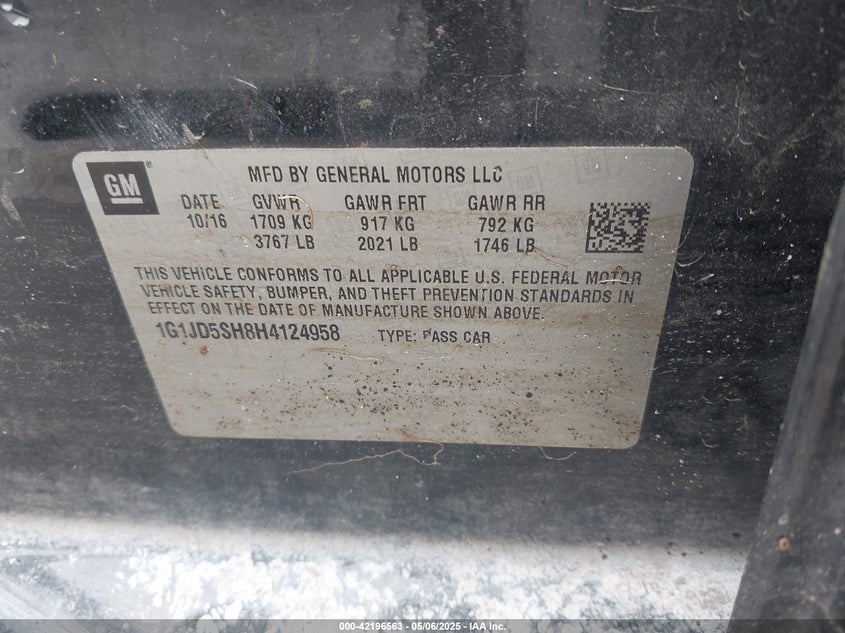 GM
MFD BY GENERAL MOTORS LLC
DATE GVWR GAWR FRT GAWR RR
10/16 1709 KG 917 KG 792 KG
3767 LB 2021 LB 1746 LB
THIS VEHICLE CONFORMS TO ALL APPLICABLE U.S. FEDERAL MOTOR
VEHICLE SAFETY, BUMPER, AND THEFT PREVENTION STANDARDS IN
EFFECT ON THE DATE OF MANUFACTURE SHOWN ABOVE.
1G1JD5SH8H4124958 TYPE: PASS CAR
000-42196563 - 05/06/2025 - IAA Inc.